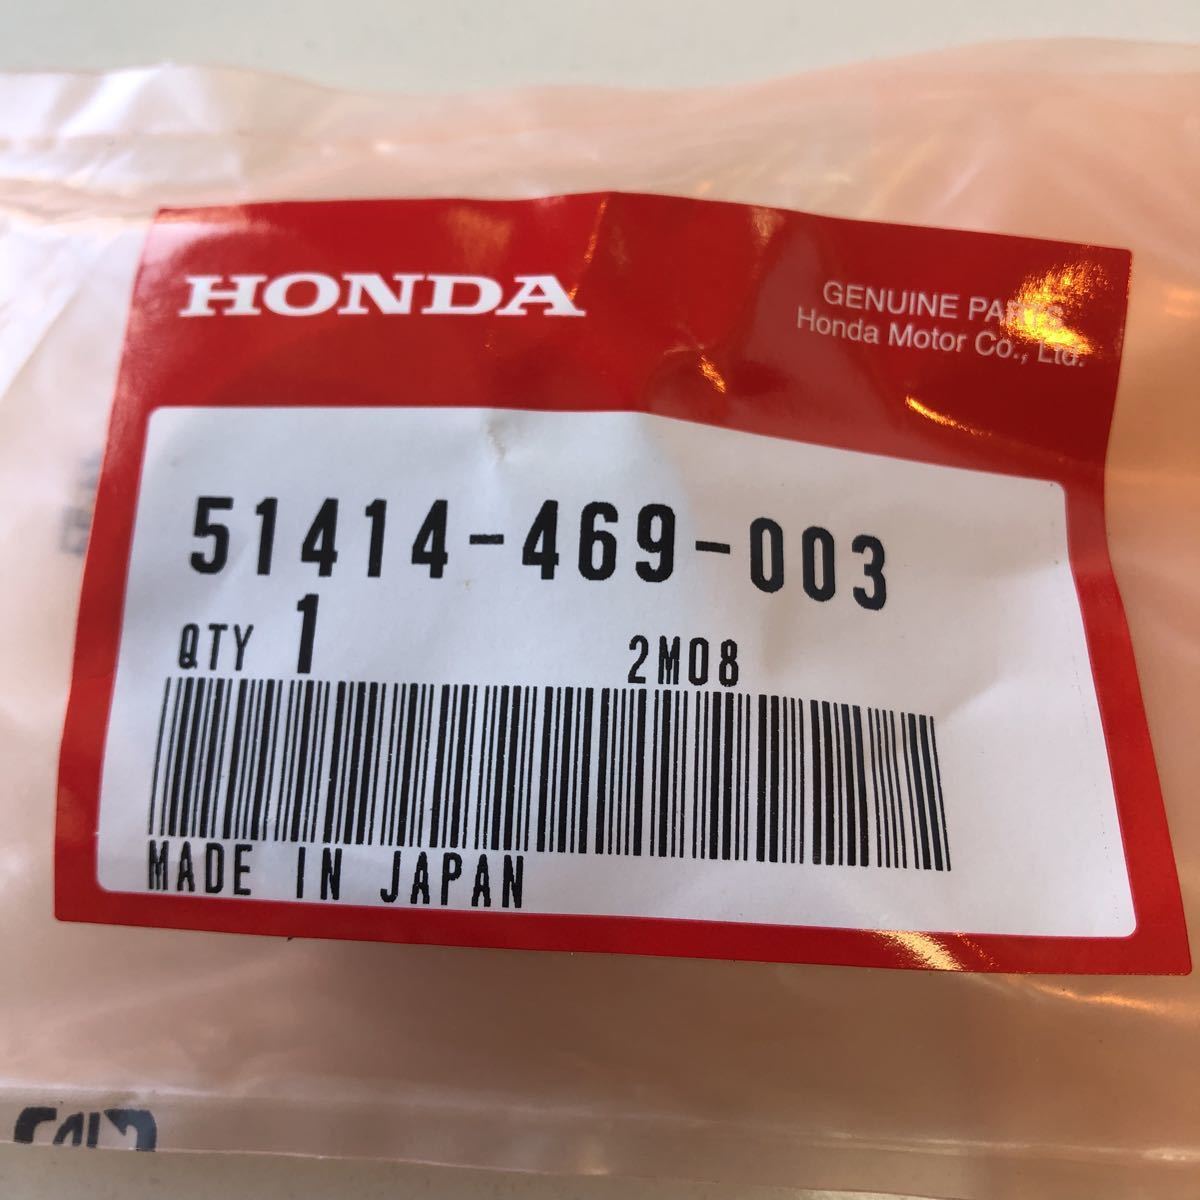 HONDA
GENUINE PARTS
Honda Motor Co., Ltd.
51414-469-003
QTY 1 2M08
MADE IN JAPAN